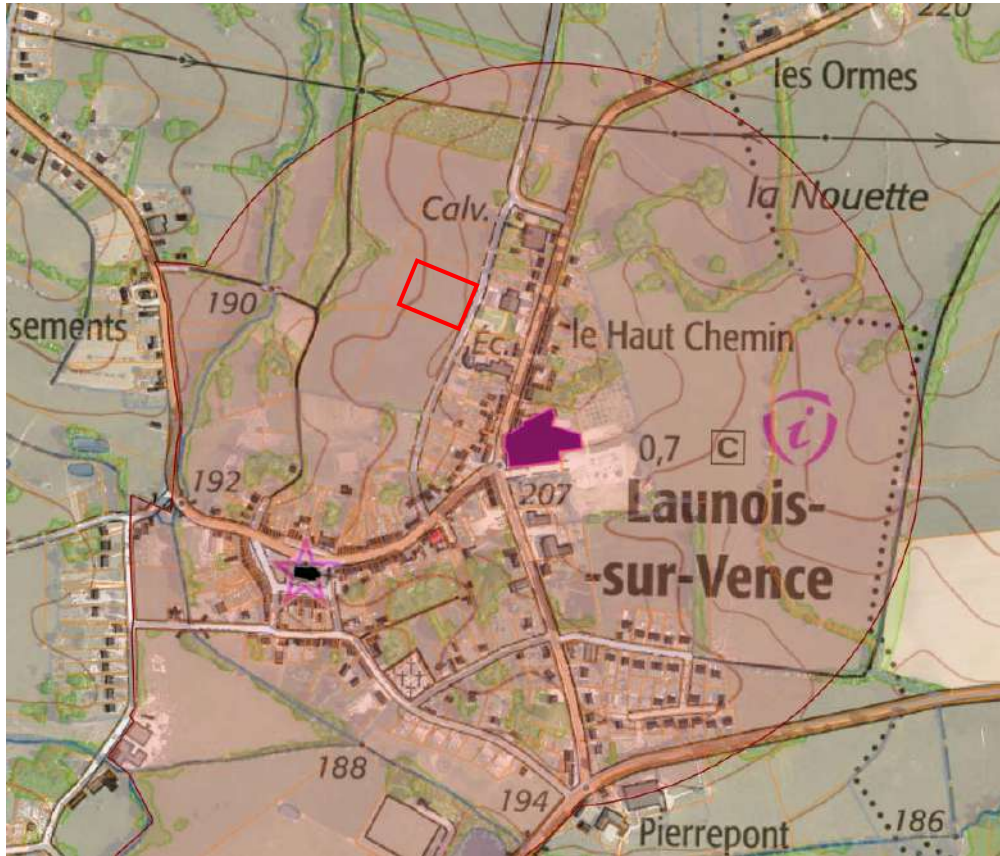 220
les Ormes
la Nouette
Calv.
190
sements
Éc.
le Haut Chemin
i
0,7 C
192
207
Launois-
-sur-Vence
188
194
Pierrepont
186